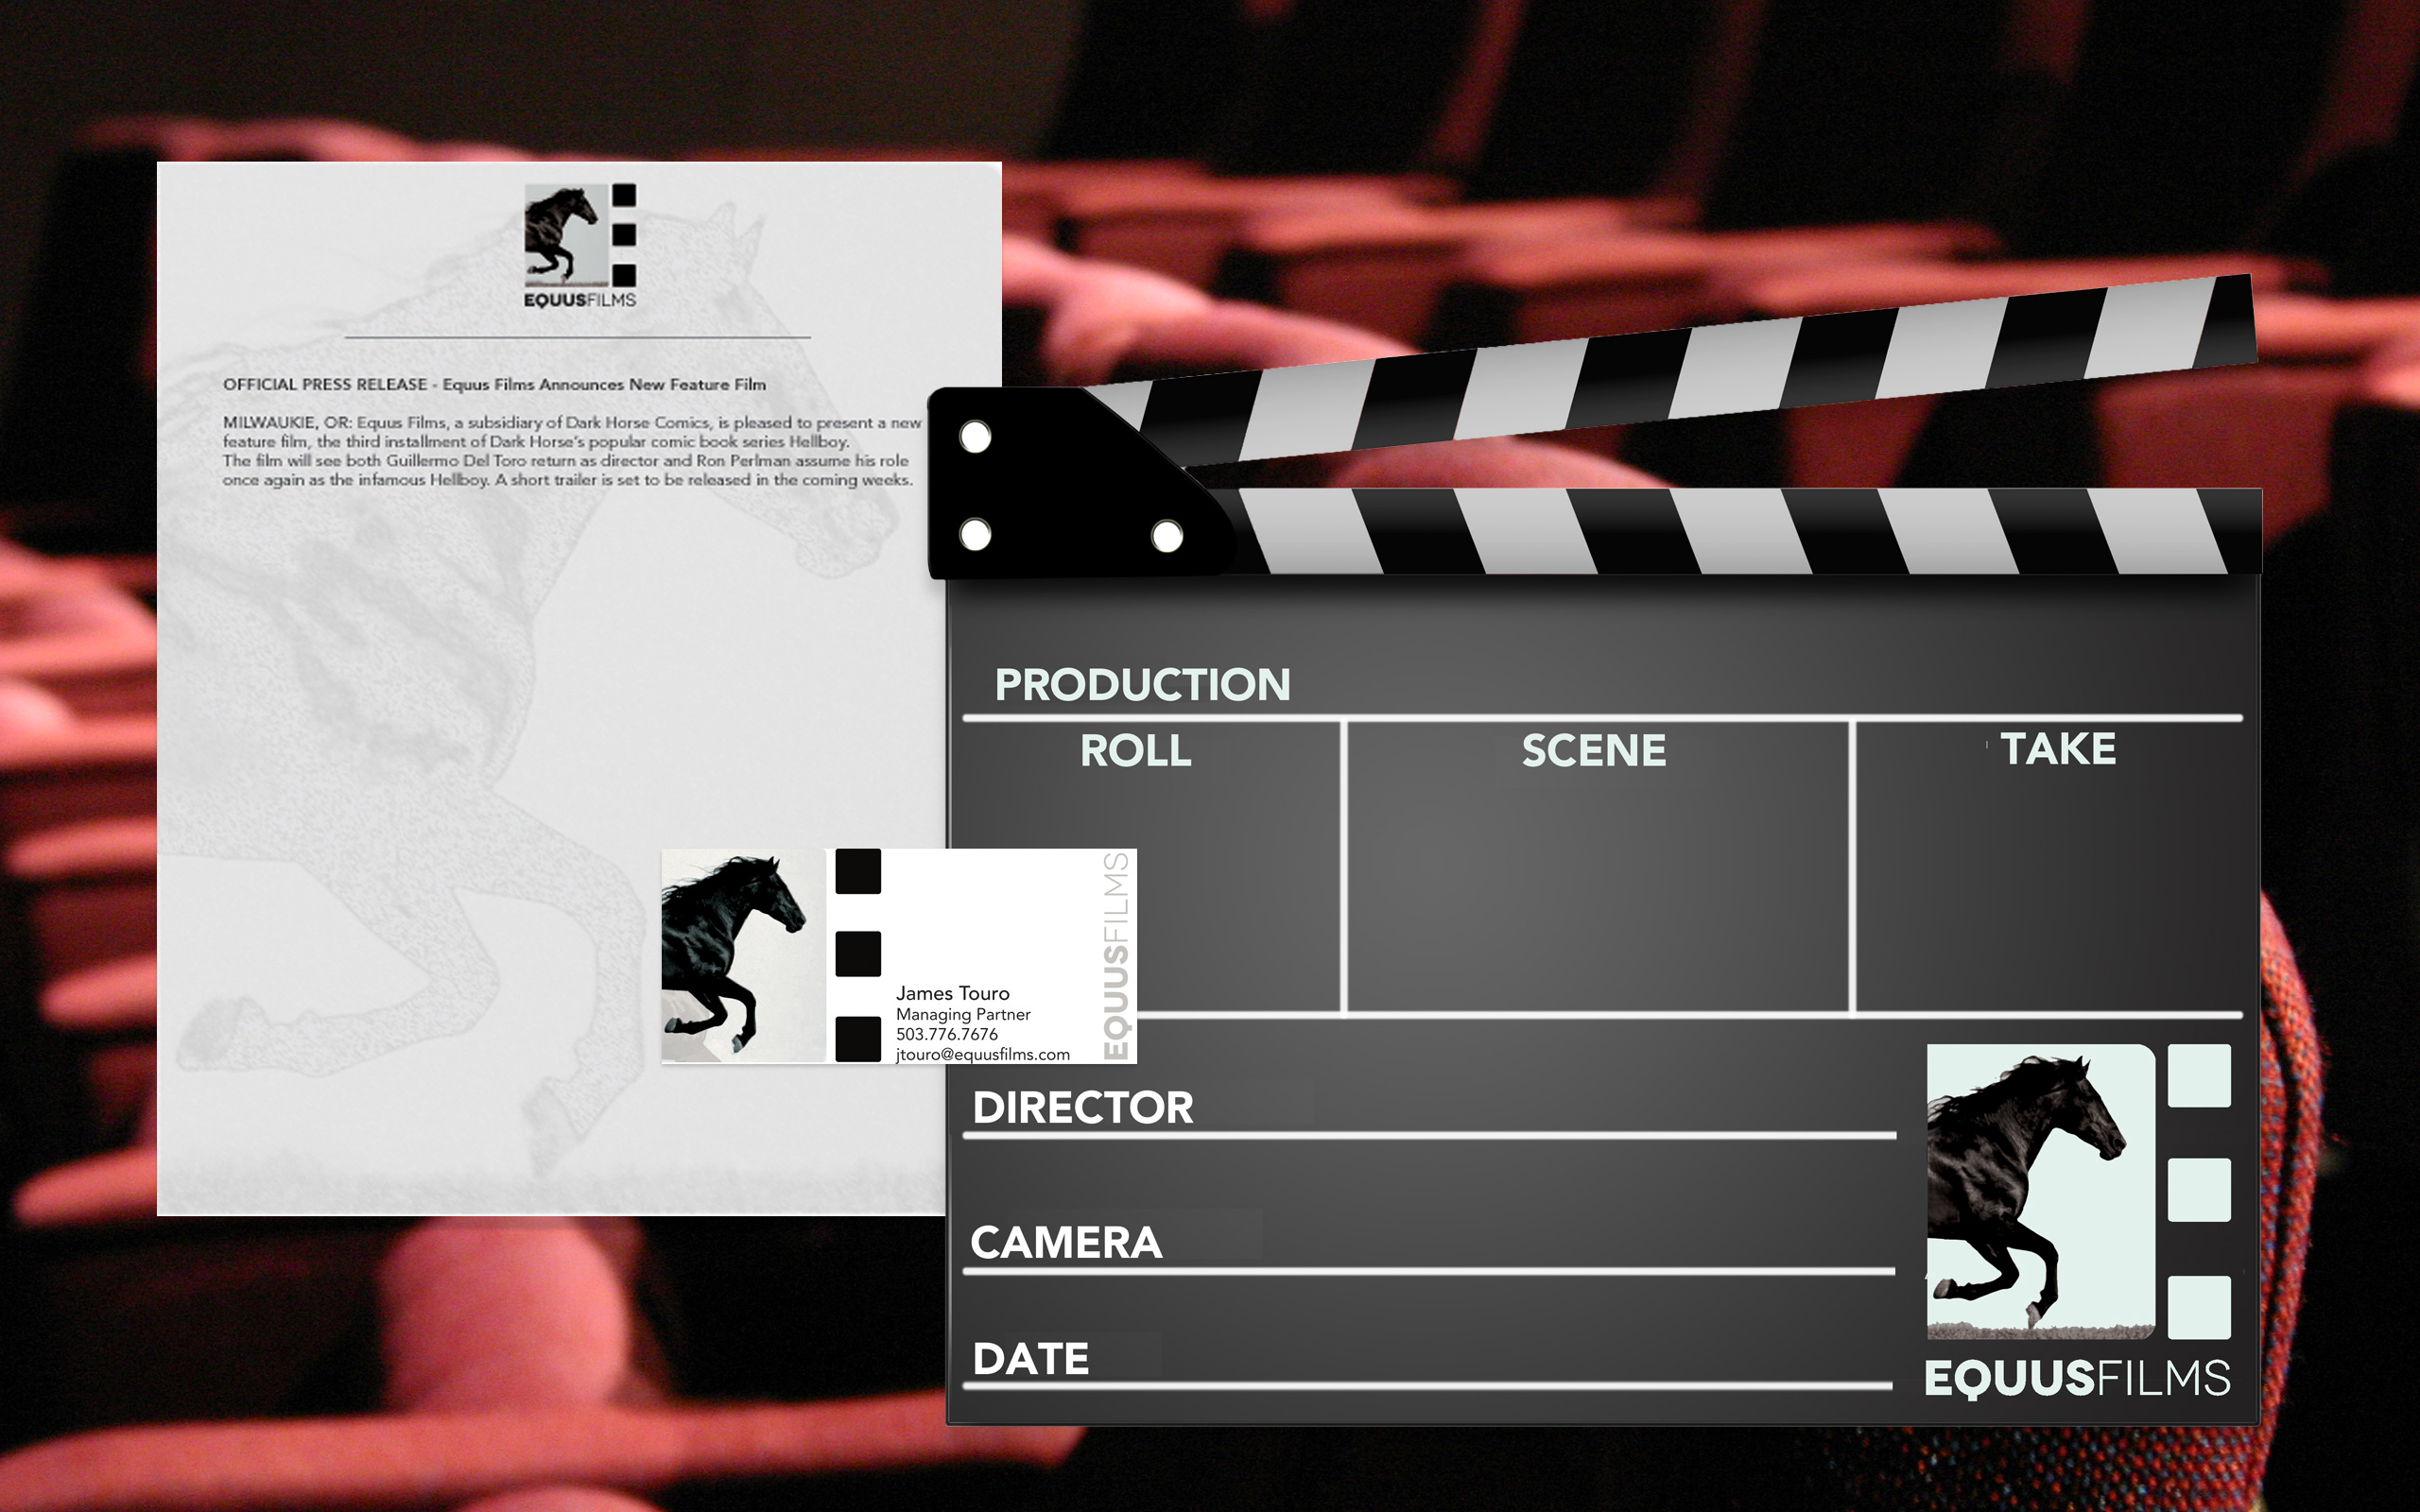 EQUUSFILMS
OFFICIAL PRESS RELEASE - Equus Films Announces New Feature Film
MILWAUKIE, OR: Equus Films, a subsidiary of Dark Horse Comics, is pleased to present a new
feature film, the third installment of Dark Horse's popular comic book series Hellboy.
The film will see both Guillermo Del Toro return as director and Ron Perlman assume his role
once again as the infamous Hellboy. A short trailer is set to be released in the coming weeks.
James Touro
Managing Partner
503.776.7676
jtouro@equusfilms.com
EQUUSFILMS
PRODUCTION
ROLL
SCENE
TAKE
DIRECTOR
CAMERA
DATE
EQUUSFILMS